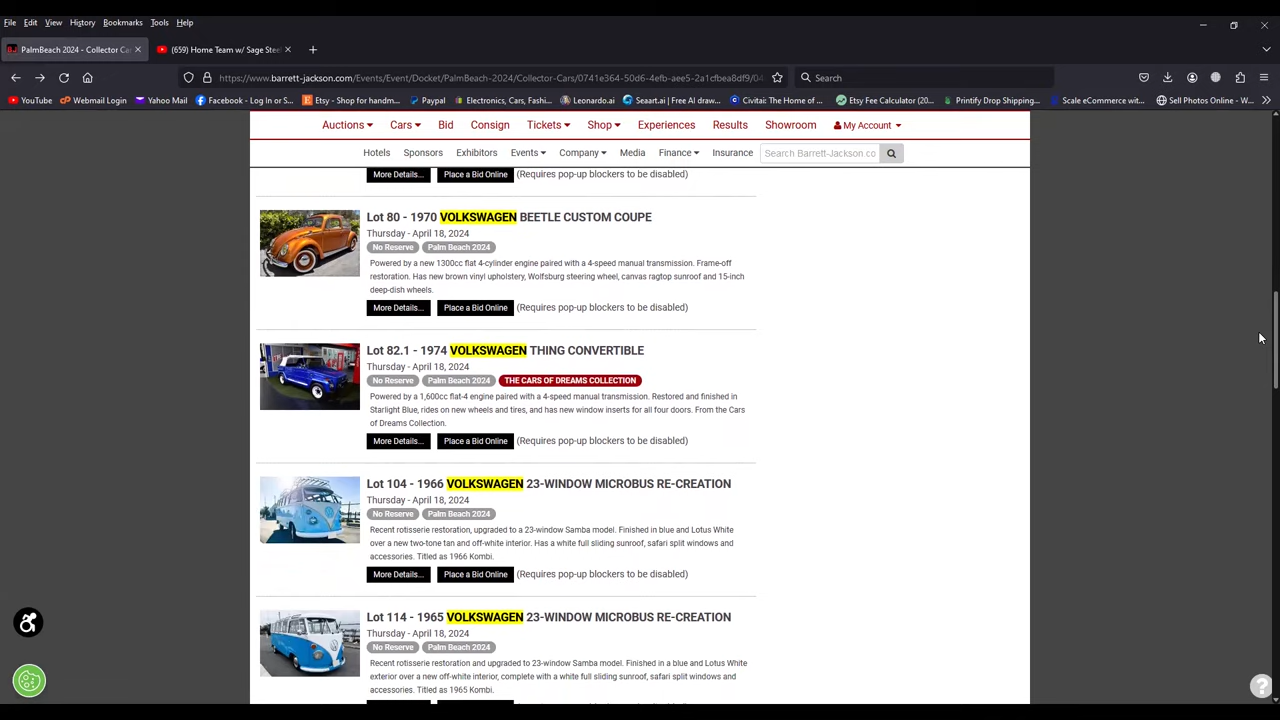 File Edit View History Bookmarks Tools Help
PalmBeach 2024 - Collector Ca
(659) Home Team w/ Sage Stee
https://www.barrett-jackson.com/Events/Event/Docket/PalmBeach-2024/Collector-Cars/0741e364-50d6-4efb-aee5-2a1cfbea8df9/04
Search
YouTube Webmail Login Yahoo Mail Facebook - Log In or S... Etsy - Shop for handm... Paypal Electronics, Cars, Fashi... Leonardo.ai Seaart.ai | Free AI draw... Civitai: The Home of ... Etsy Fee Calculator (20... Printify Drop Shipping,... Scale eCommerce wit... Sell Photos Online - W...
Auctions Cars Bid Consign Tickets Shop Experiences Results Showroom My Account
Hotels Sponsors Exhibitors Events Company Media Finance Insurance Search Barrett-Jackson.co
More Details... Place a Bid Online (Requires pop-up blockers to be disabled)
Lot 80 - 1970 VOLKSWAGEN BEETLE CUSTOM COUPE
Thursday - April 18, 2024
No Reserve Palm Beach 2024
Powered by a new 1300cc flat 4-cylinder engine paired with a 4-speed manual transmission. Frame-off
restoration. Has new brown vinyl upholstery, Wolfsburg steering wheel, canvas ragtop sunroof and 15-inch
deep-dish wheels.
More Details... Place a Bid Online (Requires pop-up blockers to be disabled)
Lot 82.1 - 1974 VOLKSWAGEN THING CONVERTIBLE
Thursday - April 18, 2024
No Reserve Palm Beach 2024 THE CARS OF DREAMS COLLECTION
Powered by a 1,600cc flat-4 engine paired with a 4-speed manual transmission. Restored and finished in
Starlight Blue, rides on new wheels and tires, and has new window inserts for all four doors. From the Cars
of Dreams Collection.
More Details... Place a Bid Online (Requires pop-up blockers to be disabled)
Lot 104 - 1966 VOLKSWAGEN 23-WINDOW MICROBUS RE-CREATION
Thursday - April 18, 2024
No Reserve Palm Beach 2024
Recent rotisserie restoration, upgraded to a 23-window Samba model. Finished in blue and Lotus White
over a new two-tone tan and off-white interior. Has a white full sliding sunroof, safari split windows and
accessories. Titled as 1966 Kombi.
More Details... Place a Bid Online (Requires pop-up blockers to be disabled)
Lot 114 - 1965 VOLKSWAGEN 23-WINDOW MICROBUS RE-CREATION
Thursday - April 18, 2024
No Reserve Palm Beach 2024
Recent rotisserie restoration and upgraded to 23-window Samba model. Finished in a blue and Lotus White
exterior over a new off-white interior, complete with a white full sliding sunroof, safari split windows and
accessories. Titled as 1965 Kombi.